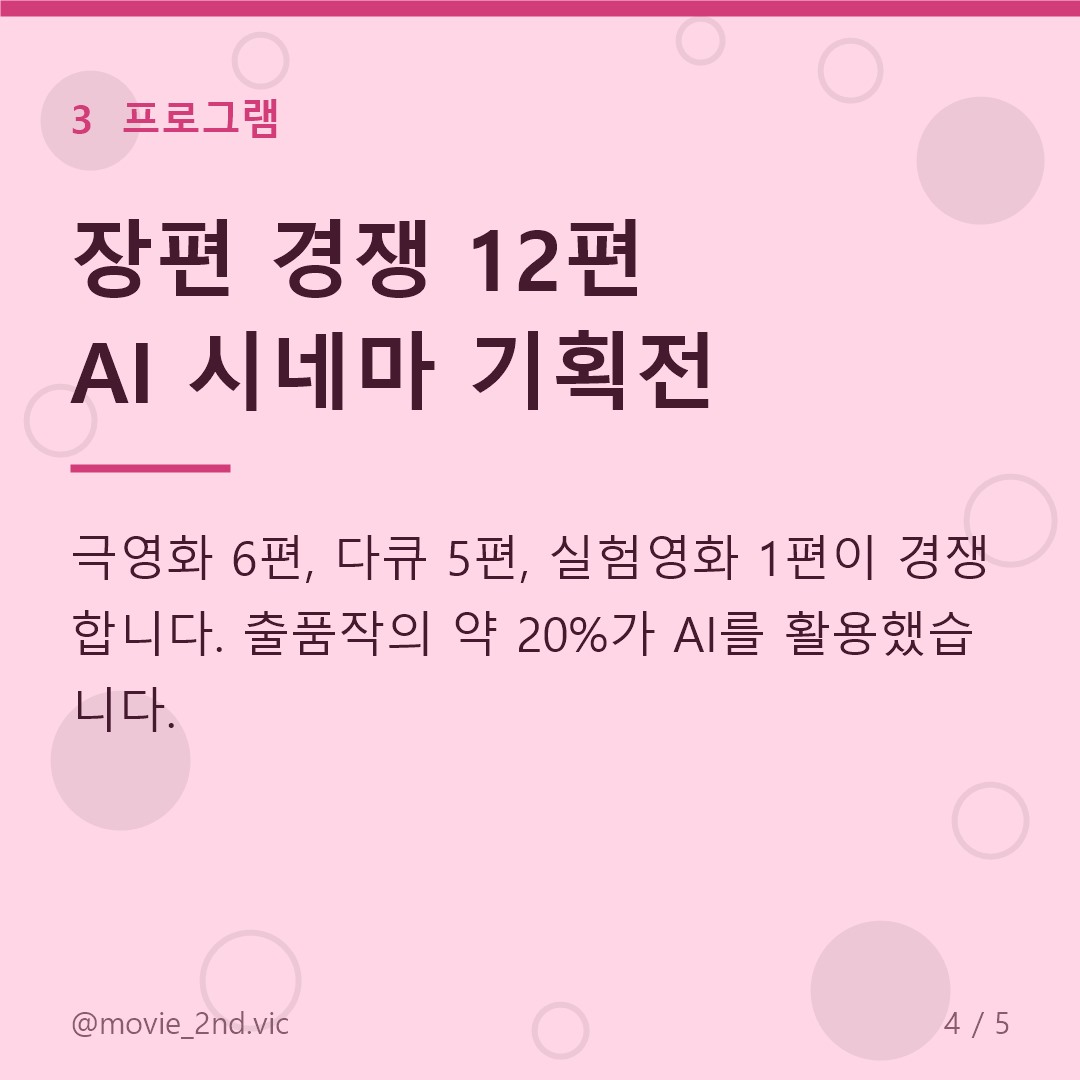 3 프로그램
장편 경쟁 12편
AI 시네마 기획전
극영화 6편, 다큐 5편, 실험영화 1편이 경쟁
합니다. 출품작의 약 20%가 AI를 활용했습
니다.
@movie_2nd.vic
4 / 5